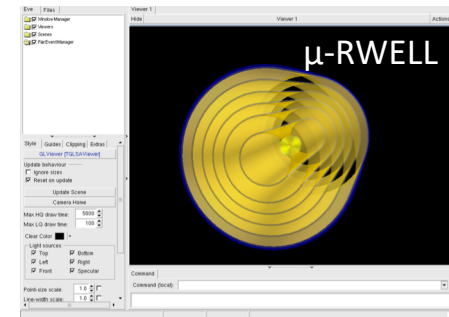 Eve Files
WindowManager
Viewers
Scenes
FairEventManager
Style Guides Clipping Extras
GLViewer [TGLSAViewer]
Update behaviour
Ignore sizes
Reset on update
Update Scene
Camera Home
Max HQ draw time: 5000
Max LQ draw time: 100
Clear Color
Light sources
Top Bottom
Left Right
Front Specular
Point-size scale: 1.0
Line-width scale: 1.0
Viewer 1
Hide Viewer 1 Actions
µ-RWELL
Command
Command (local):